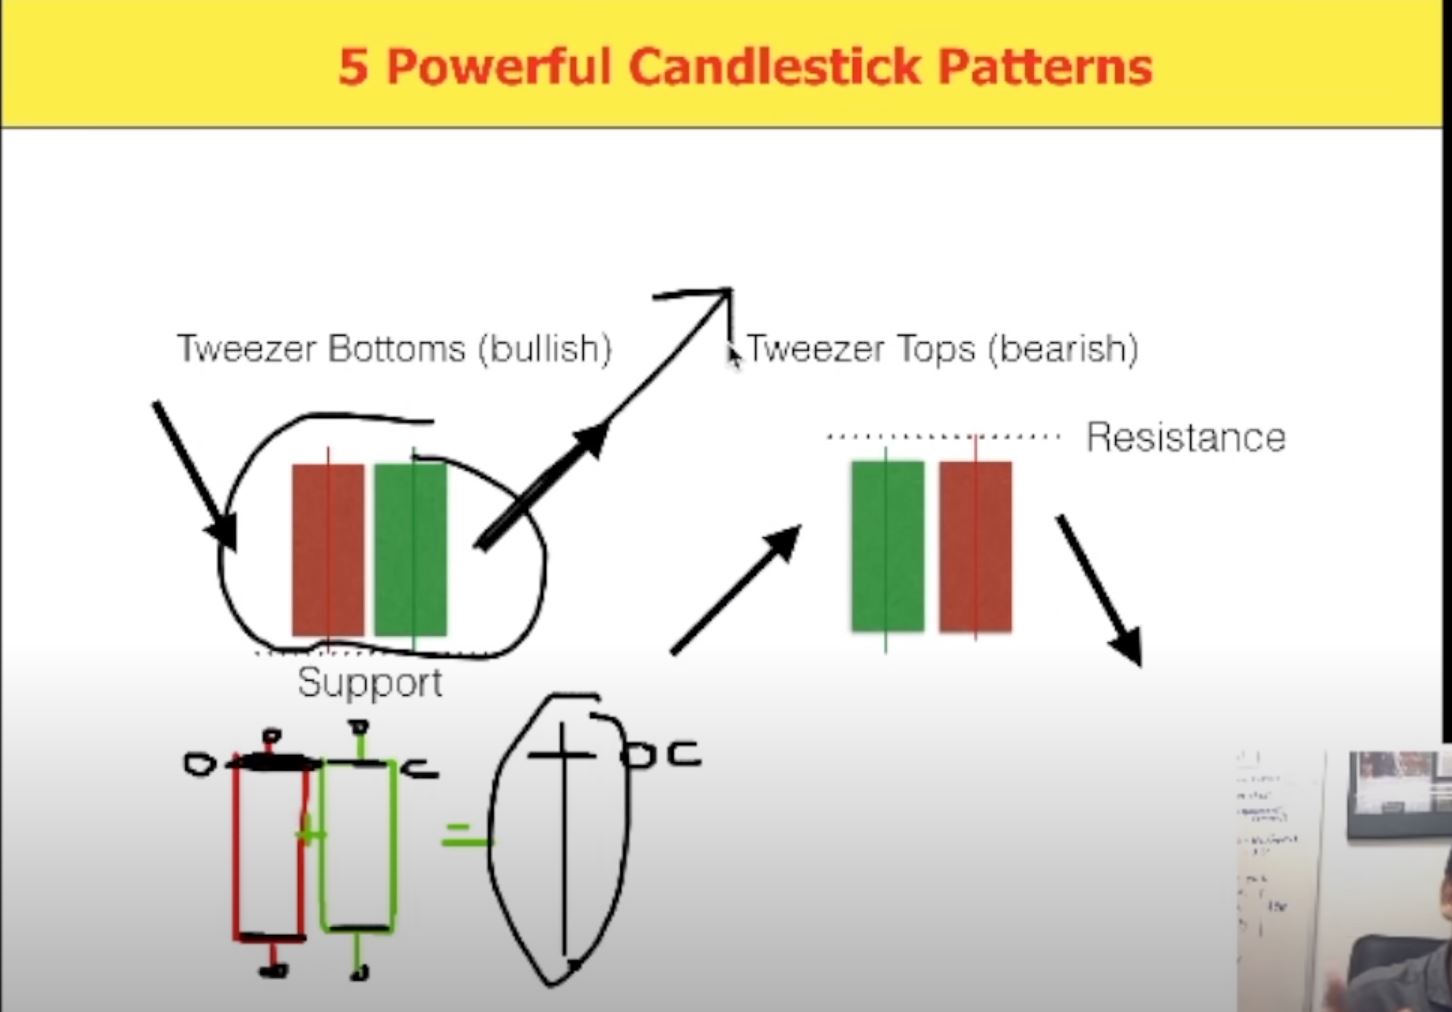 5 Powerful Candlestick Patterns
Tweezer Bottoms (bullish)
Tweezer Tops (bearish)
Resistance
Support
O C = O C